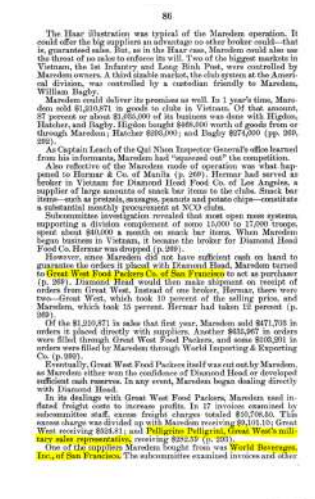 86
The Haar illustration was typical of the Maredem operation. It
could offer the big suppliers an advantage no other broker could—that
is, guaranteed sales. But, as in the Haar case, Maredem could also use
the threat of no sales to enforce its will. Two of the biggest markets in
Vietnam, the 1st Infantry and Long Binh Post, were controlled by
Maredem owners. A third sizable market, the club system at the Ameri-
cal division, was controlled by a custodian friendly to Maredem,
William Bagby.
Maredem could deliver its promises as well. In 1 year's time, Mare-
dem sold $1,210,871 in goods to clubs in Vietnam. Of that amount,
87 percent or about $1,055,000 of its business was done with Higdon,
Hatcher, and Bagby. Higdon bought worth of goods from or
through Maredem; Hatcher and Bagby $274,000 (pp. 269,
292).
As Captain Leach of the Qui Nhon Inspector General's office learned
from his informants, Maredem had "squeezed out" the competition.
Also reflective of the Maredem mode of operation was what hap-
pened to Hermar & Co. of Manila (p. 269). Hermar had served as
broker in Vietnam for Diamond Head Food Co. of Los Angeles, a
supplier of large amounts of snack bar items to the clubs. Snack bar
items—such as pretzels, sausages, peanuts and potato chips—constitute
a substantial monthly procurement at NCO clubs.
Subcommittee investigation revealed that most open mess systems,
supporting a division complement of some 15,000 to 17,000 troops,
spent about $40,000 a month on snack bar items. When Maredem
began business in Vietnam, it became the broker for Diamond Head
Food Co. Hermar was dropped (p. 269).
However, since Maredem did not have sufficient cash on hand to
guarantee the orders it placed with Diamond Head, Maredem turned
to Great West Food Packers Co. of San Francisco to act as purchaser
(p. 269). Diamond Head would then make shipment on receipt of
orders from Great West. Instead of one broker, Hermar, there were
two—Great West, which took 10 percent of the selling price, and
Maredem, which took 15 percent. Hermar had taken 12 percent (p.
269).
Of the $1,210,871 in sales that first year, Maredem sold $471,703 in
orders it placed directly with suppliers. Another $635,967 in orders
were filled through Great West Food Packers, and some $103,201 in
orders were filled by Maredem through World Importing & Exporting
Co. (p. 292).
Eventually, Great West Food Packers itself was cut out by Maredem,
as Maredem either won the confidence of Diamond Head or developed
sufficient cash reserves. In any event, Maredem began dealing directly
with Diamond Head.
In its dealings with Great West Food Packers, Maredem used in-
flated freight costs to increase profits. In 17 invoices examined by
subcommittee staff, excess freight charges totaled $10,708.50. This
excess charge was divided up with Maredem receiving $9,101.10; Great
West receiving $824.81; and Pellegrino Pellegrini, Great West's mili-
tary sales representative, receiving $782.59 (p. 293).
One of the suppliers Maredem bought from was World Beverages,
Inc., of San Francisco. The subcommittee examined invoices and other